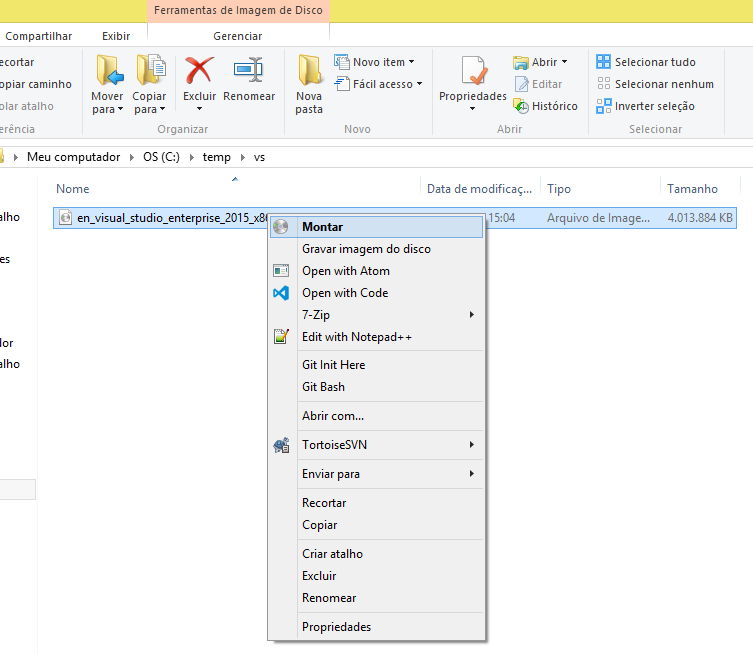 Ferramentas de Imagem de Disco
Compartilhar Exibir Gerenciar
ecortar
opiar caminho
olar atalho
erência
Mover para
Copiar para
Excluir
Renomear
Organizar
Nova pasta
Novo item
Fácil acesso
Novo
Propriedades
Abrir
Editar
Histórico
Abrir
Selecionar tudo
Selecionar nenhum
Inverter seleção
Selecionar
Meu computador OS (C:) temp vs
Nome Data de modificaç... Tipo Tamanho
en_visual_studio_enterprise_2015_x86 15:04 Arquivo de Image... 4.013.884 KB
alho
es
dor
alho
Montar
Gravar imagem do disco
Open with Atom
Open with Code
7-Zip
Edit with Notepad++
Git Init Here
Git Bash
Abrir com...
TortoiseSVN
Enviar para
Recortar
Copiar
Criar atalho
Excluir
Renomear
Propriedades